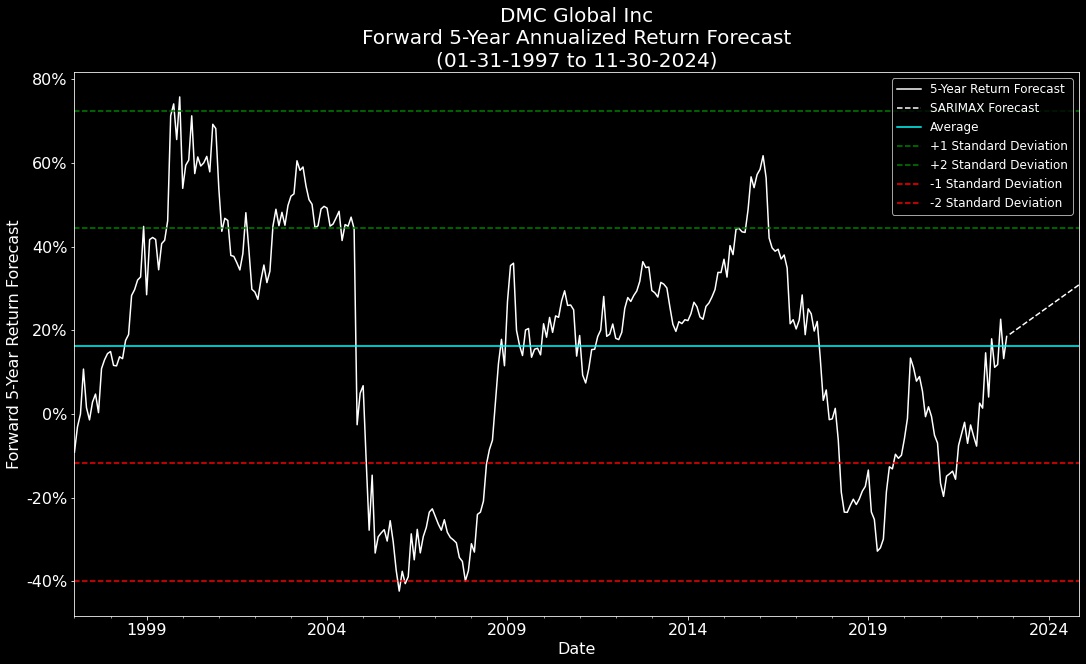 DMC Global Inc
Forward 5-Year Annualized Return Forecast
(01-31-1997 to 11-30-2024)
80%
60%
40%
20%
0%
-20%
-40%
Forward 5-Year Return Forecast
5-Year Return Forecast
SARIMAX Forecast
Average
+1 Standard Deviation
+2 Standard Deviation
-1 Standard Deviation
-2 Standard Deviation
1999 2004 2009 2014 2019 2024
Date